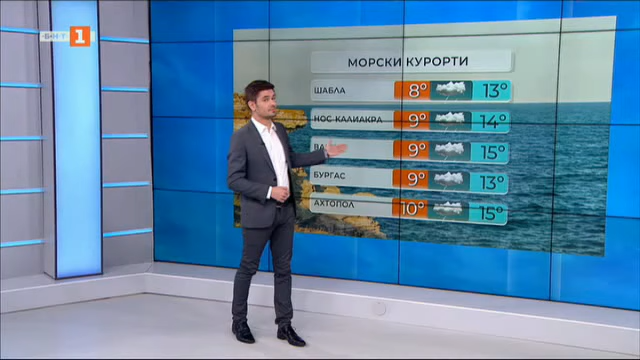 БНТ 1
МОРСКИ КУРОРТИ
ШАБЛА 8° 13°
НОС КАЛИАКРА 9° 14°
9° 15°
БУРГАС 9° 13°
АХТОПОЛ 10° 15°